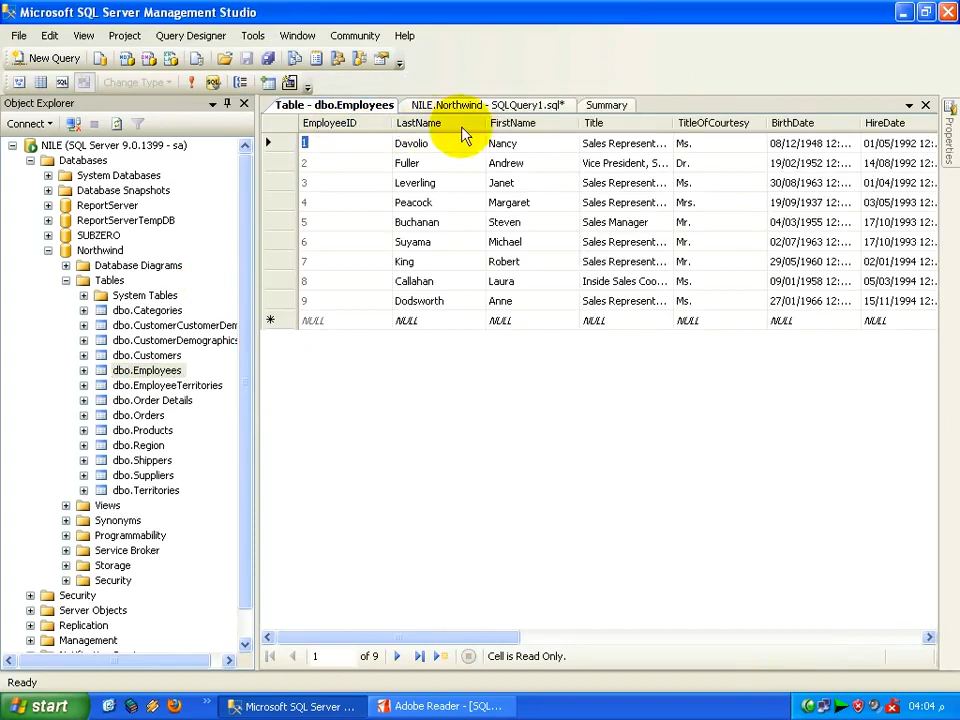 Microsoft SQL Server Management Studio
File Edit View Project Query Designer Tools Window Community Help
New Query
SQL Change Type
Object Explorer
Table - dbo.Employees NILE.Northwind - SQLQuery1.sql* Summary
Connect
Properties
EmployeeID LastName FirstName Title TitleOfCourtesy BirthDate HireDate
1 Davolio Nancy Sales Represent... Ms. 08/12/1948 12:... 01/05/1992 12:.
2 Fuller Andrew Vice President, S... Dr. 19/02/1952 12:... 14/08/1992 12:.
3 Leverling Janet Sales Represent... Ms. 30/08/1963 12:... 01/04/1992 12:.
4 Peacock Margaret Sales Represent... Mrs. 19/09/1937 12:... 03/05/1993 12:.
5 Buchanan Steven Sales Manager Mr. 04/03/1955 12:... 17/10/1993 12:.
6 Suyama Michael Sales Represent... Mr. 02/07/1963 12:... 17/10/1993 12:.
7 King Robert Sales Represent... Mr. 29/05/1960 12:... 02/01/1994 12:.
8 Callahan Laura Inside Sales Coo... Ms. 09/01/1958 12:... 05/03/1994 12:.
9 Dodsworth Anne Sales Represent... Ms. 27/01/1966 12:... 15/11/1994 12:.
NULL NULL NULL NULL NULL NULL NULL
NILE (SQL Server 9.0.1399 - sa)
Databases
System Databases
Database Snapshots
ReportServer
ReportServerTempDB
SUBZERO
Northwind
Database Diagrams
Tables
System Tables
dbo.Categories
dbo.CustomerCustomerDem
dbo.CustomerDemographics
dbo.Customers
dbo.Employees
dbo.EmployeeTerritories
dbo.Order Details
dbo.Orders
dbo.Products
dbo.Region
dbo.Shippers
dbo.Suppliers
dbo.Territories
Views
Synonyms
Programmability
Service Broker
Storage
Security
Security
Server Objects
Replication
Management
1 of 9 Cell is Read Only.
Ready
start Microsoft SQL Server ... Adobe Reader - [SQL... 04:04 م